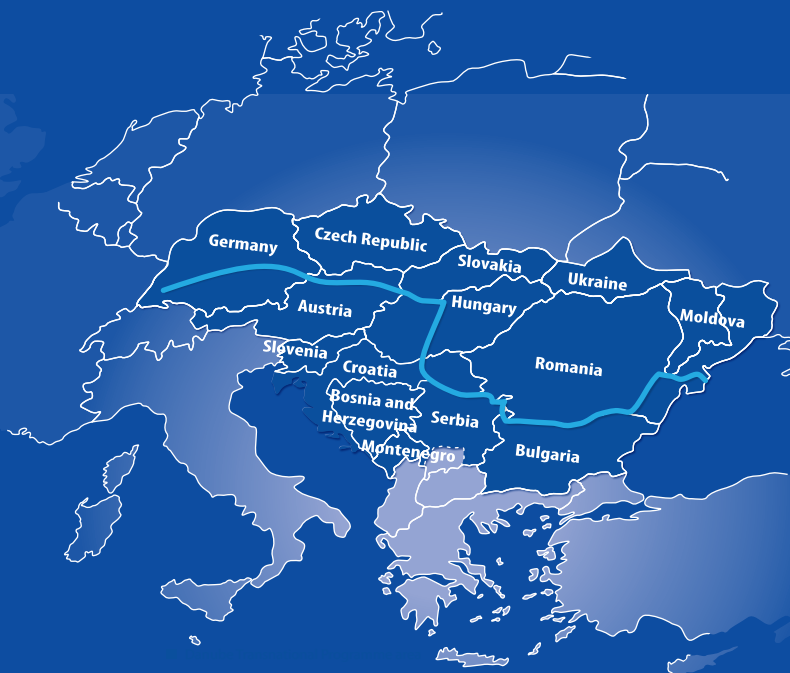 Czech Republic
Germany
Slovakia
Ukraine
Austria
Hungary
Moldova
Slovenia
Croatia
Romania
Bosnia and
Herzegovina
Serbia
Montenegro
Bulgaria